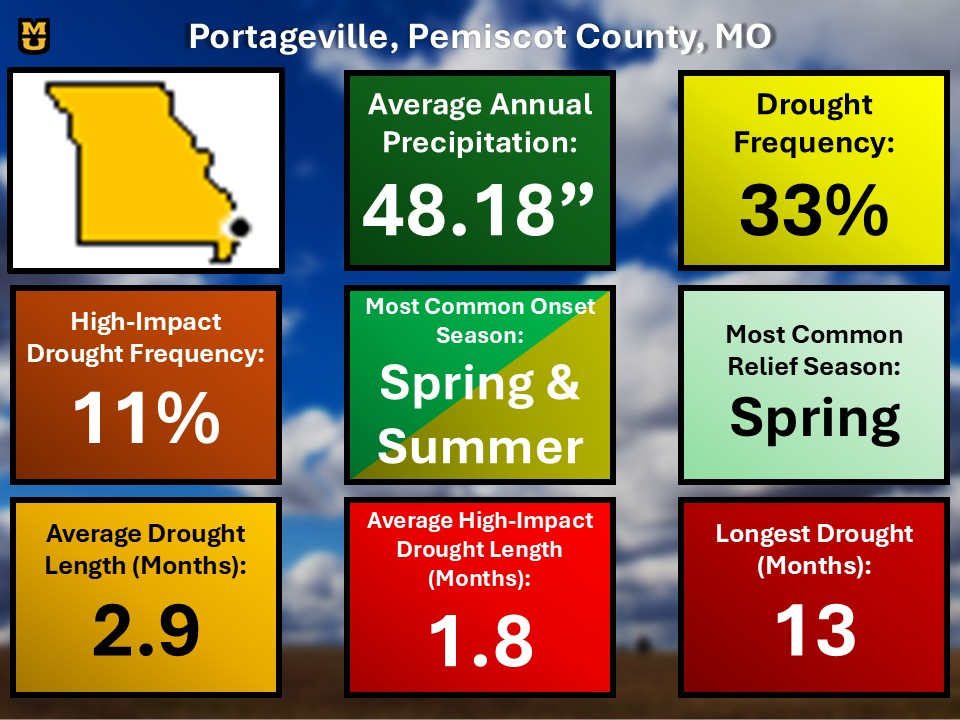 MU
Portageville, Pemiscot County, MO
Average Annual
Precipitation:
48.18”
Drought
Frequency:
33%
High-Impact
Drought Frequency:
11%
Most Common Onset
Season:
Spring &
Summer
Most Common
Relief Season:
Spring
Average Drought
Length (Months):
2.9
Average High-Impact
Drought Length
(Months):
1.8
Longest Drought
(Months):
13